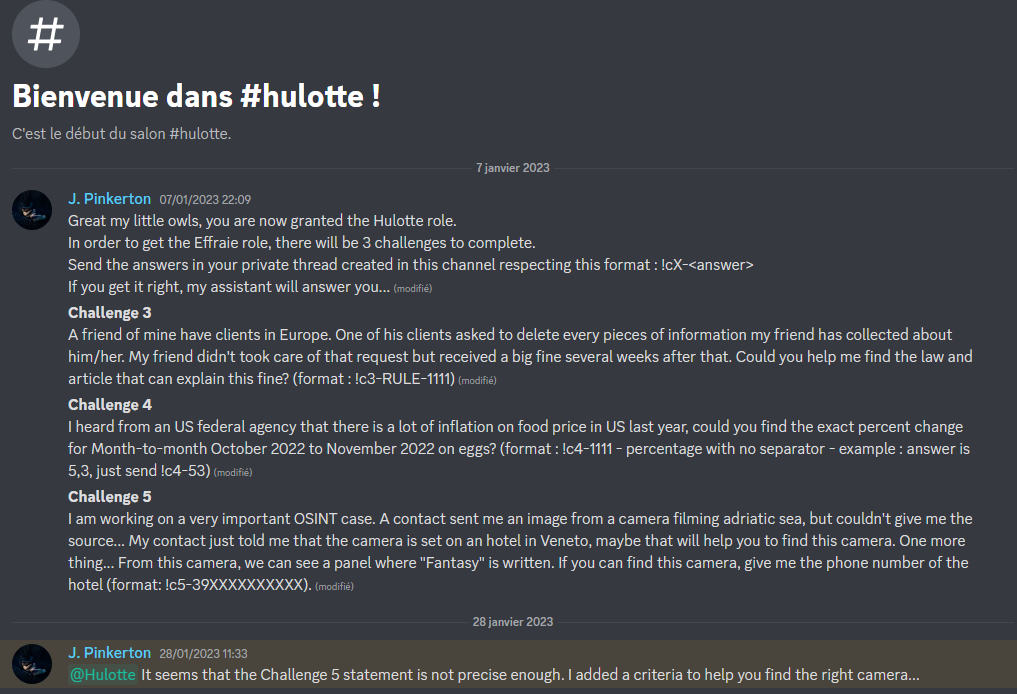 #
Bienvenue dans #hulotte !
C'est le début du salon #hulotte.
7 janvier 2023
J. Pinkerton 07/01/2023 22:09
Great my little owls, you are now granted the Hulotte role.
In order to get the Effraie role, there will be 3 challenges to complete.
Send the answers in your private thread created in this channel respecting this format : !cX-<answer>
If you get it right, my assistant will answer you... (modifié)
Challenge 3
A friend of mine have clients in Europe. One of his clients asked to delete every pieces of information my friend has collected about
him/her. My friend didn't took care of that request but received a big fine several weeks after that. Could you help me find the law and
article that can explain this fine? (format : !c3-RULE-1111) (modifié)
Challenge 4
I heard from an US federal agency that there is a lot of inflation on food price in US last year, could you find the exact percent change
for Month-to-month October 2022 to November 2022 on eggs? (format : !c4-1111 - percentage with no separator - example : answer is
5,3, just send !c4-53) (modifié)
Challenge 5
I am working on a very important OSINT case. A contact sent me an image from a camera filming adriatic sea, but couldn't give me the
source... My contact just told me that the camera is set on an hotel in Veneto, maybe that will help you to find this camera. One more
thing... From this camera, we can see a panel where "Fantasy" is written. If you can find this camera, give me the phone number of the
hotel (format: !c5-39XXXXXXXXXX). (modifié)
28 janvier 2023
J. Pinkerton 28/01/2023 11:33
@Hulotte It seems that the Challenge 5 statement is not precise enough. I added a criteria to help you find the right camera...